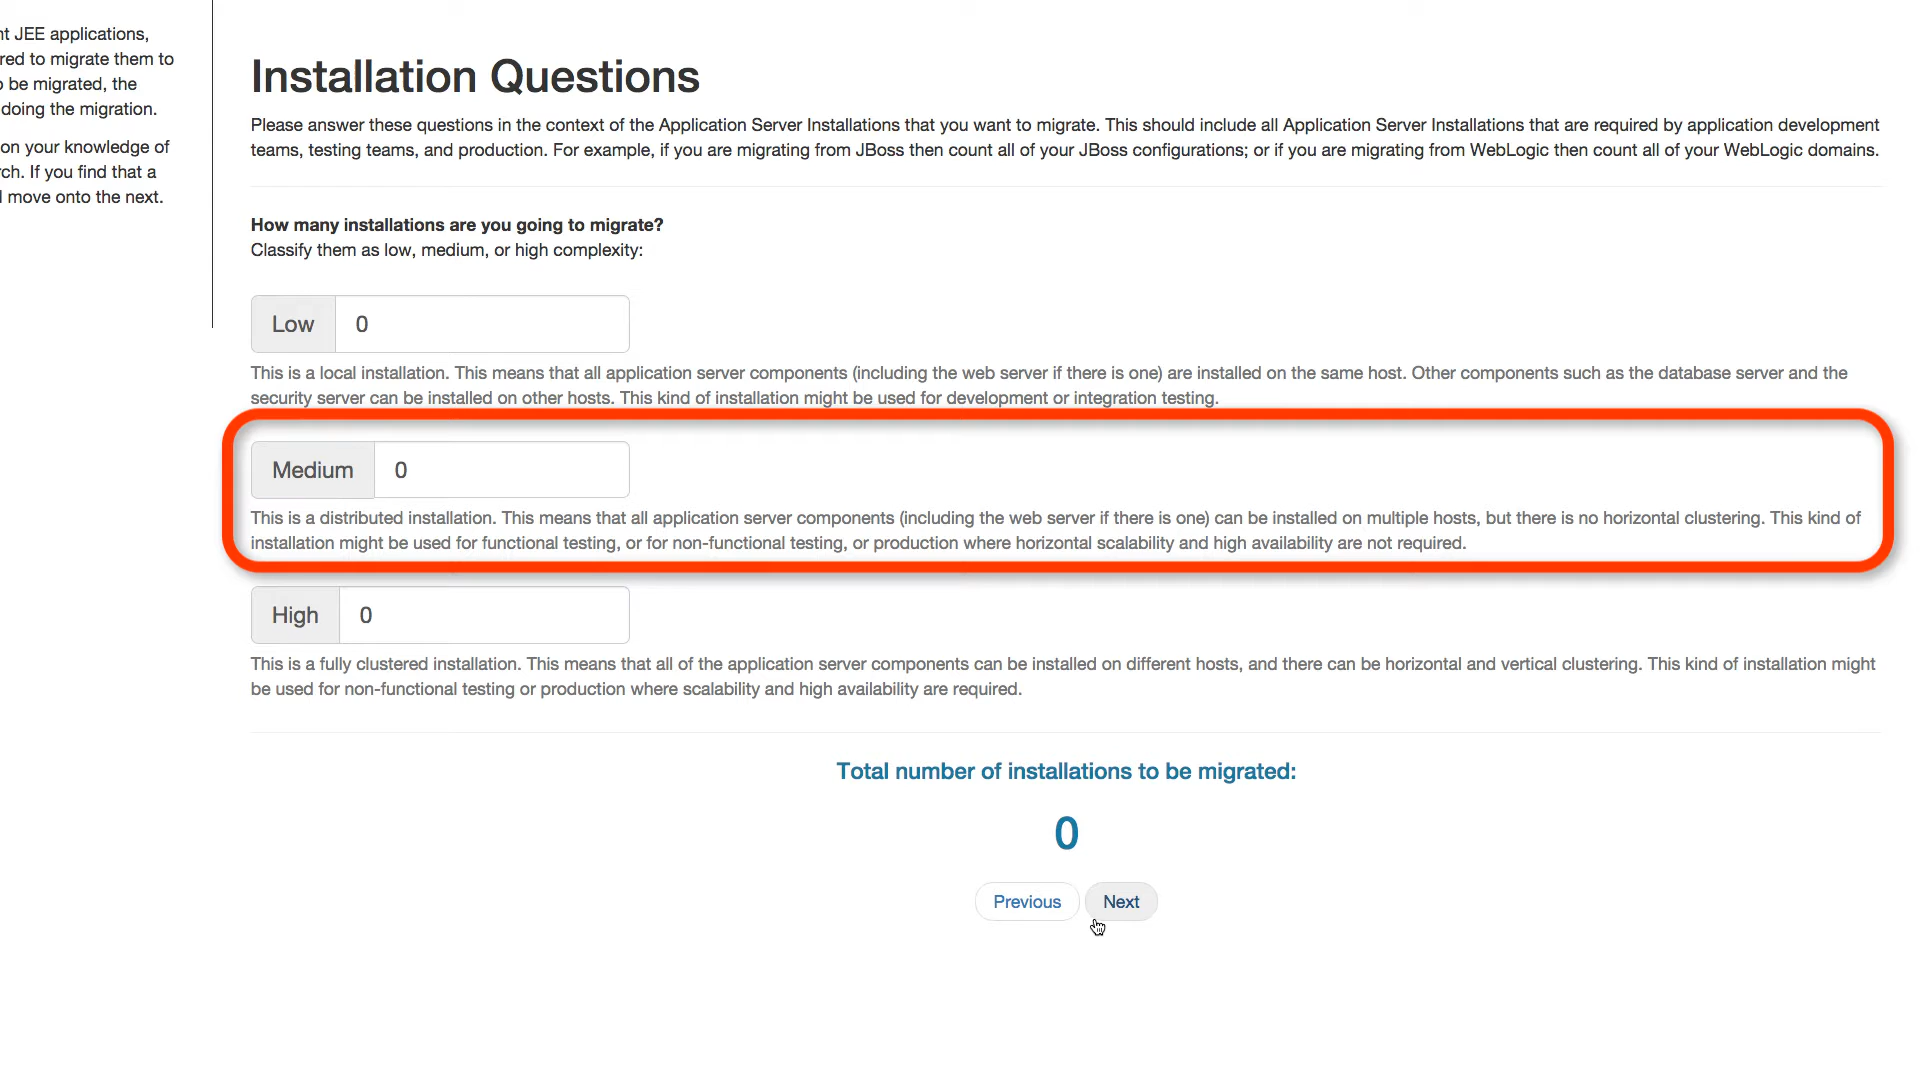 nt JEE applications,
red to migrate them to
o be migrated, the
doing the migration.
on your knowledge of
rch. If you find that a
move onto the next.
Installation Questions
Please answer these questions in the context of the Application Server Installations that you want to migrate. This should include all Application Server Installations that are required by application development
teams, testing teams, and production. For example, if you are migrating from JBoss then count all of your JBoss configurations; or if you are migrating from WebLogic then count all of your WebLogic domains.
How many installations are you going to migrate?
Classify them as low, medium, or high complexity:
Low 0
This is a local installation. This means that all application server components (including the web server if there is one) are installed on the same host. Other components such as the database server and the
security server can be installed on other hosts. This kind of installation might be used for development or integration testing.
Medium 0
This is a distributed installation. This means that all application server components (including the web server if there is one) can be installed on multiple hosts, but there is no horizontal clustering. This kind of
installation might be used for functional testing, or for non-functional testing, or production where horizontal scalability and high availability are not required.
High 0
This is a fully clustered installation. This means that all of the application server components can be installed on different hosts, and there can be horizontal and vertical clustering. This kind of installation might
be used for non-functional testing or production where scalability and high availability are required.
Total number of installations to be migrated:
0
Previous Next